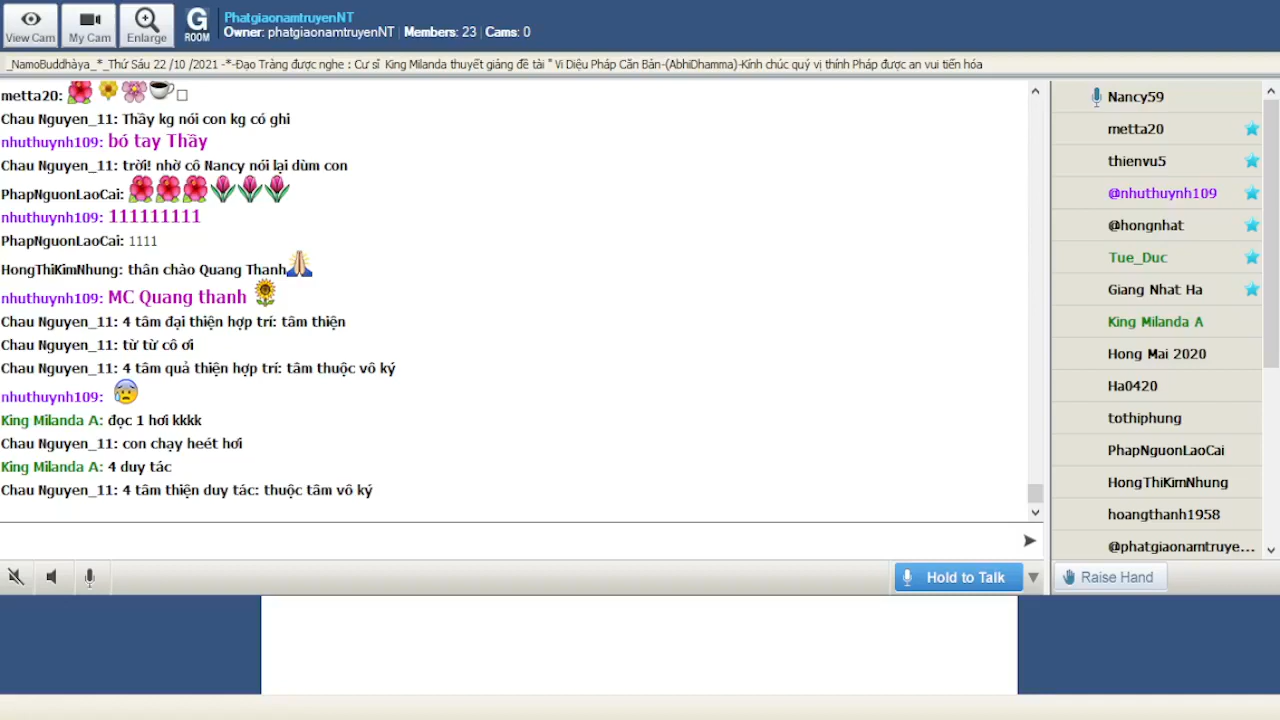 View Cam
My Cam
Enlarge
G
ROOM
PhatgiaonamtruyenNT
Owner: phatgiaonamtruyenNT | Members: 23 | Cams: 0
_NamoBuddhàya_*_Thứ Sáu 22 /10 /2021 -*-Đạo Tràng được nghe : Cư sĩ King Milanda thuyết giảng đề tài " Vi Diệu Pháp Căn Bản-(AbhiDhamma)-Kính chúc quý vị thính Pháp được an vui tiến hóa
metta20:
Chau Nguyen_11: Thầy kg nói con kg có ghi
nhuthuynh109: bó tay Thầy
Chau Nguyen_11: trời! nhờ cô Nancy nói lại dùm con
PhapNguonLaoCai:
nhuthuynh109: 111111111
PhapNguonLaoCai: 1111
HongThiKimNhung: thân chào Quang Thanh
nhuthuynh109: MC Quang thanh
Chau Nguyen_11: 4 tâm đại thiện hợp trí: tâm thiện
Chau Nguyen_11: từ từ cô ơi
Chau Nguyen_11: 4 tâm quả thiện hợp trí: tâm thuộc vô ký
nhuthuynh109:
King Milanda A: đọc 1 hơi kkkk
Chau Nguyen_11: con chạy heét hơi
King Milanda A: 4 duy tác
Chau Nguyen_11: 4 tâm thiện duy tác: thuộc tâm vô ký
Hold to Talk
Nancy59
metta20
thienvu5
@nhuthuynh109
@hongnhat
Tue_Duc
Giang Nhat Ha
King Milanda A
Hong Mai 2020
Ha0420
tothiphung
PhapNguonLaoCai
HongThiKimNhung
hoangthanh1958
@phatgiaonamtruye...
Raise Hand